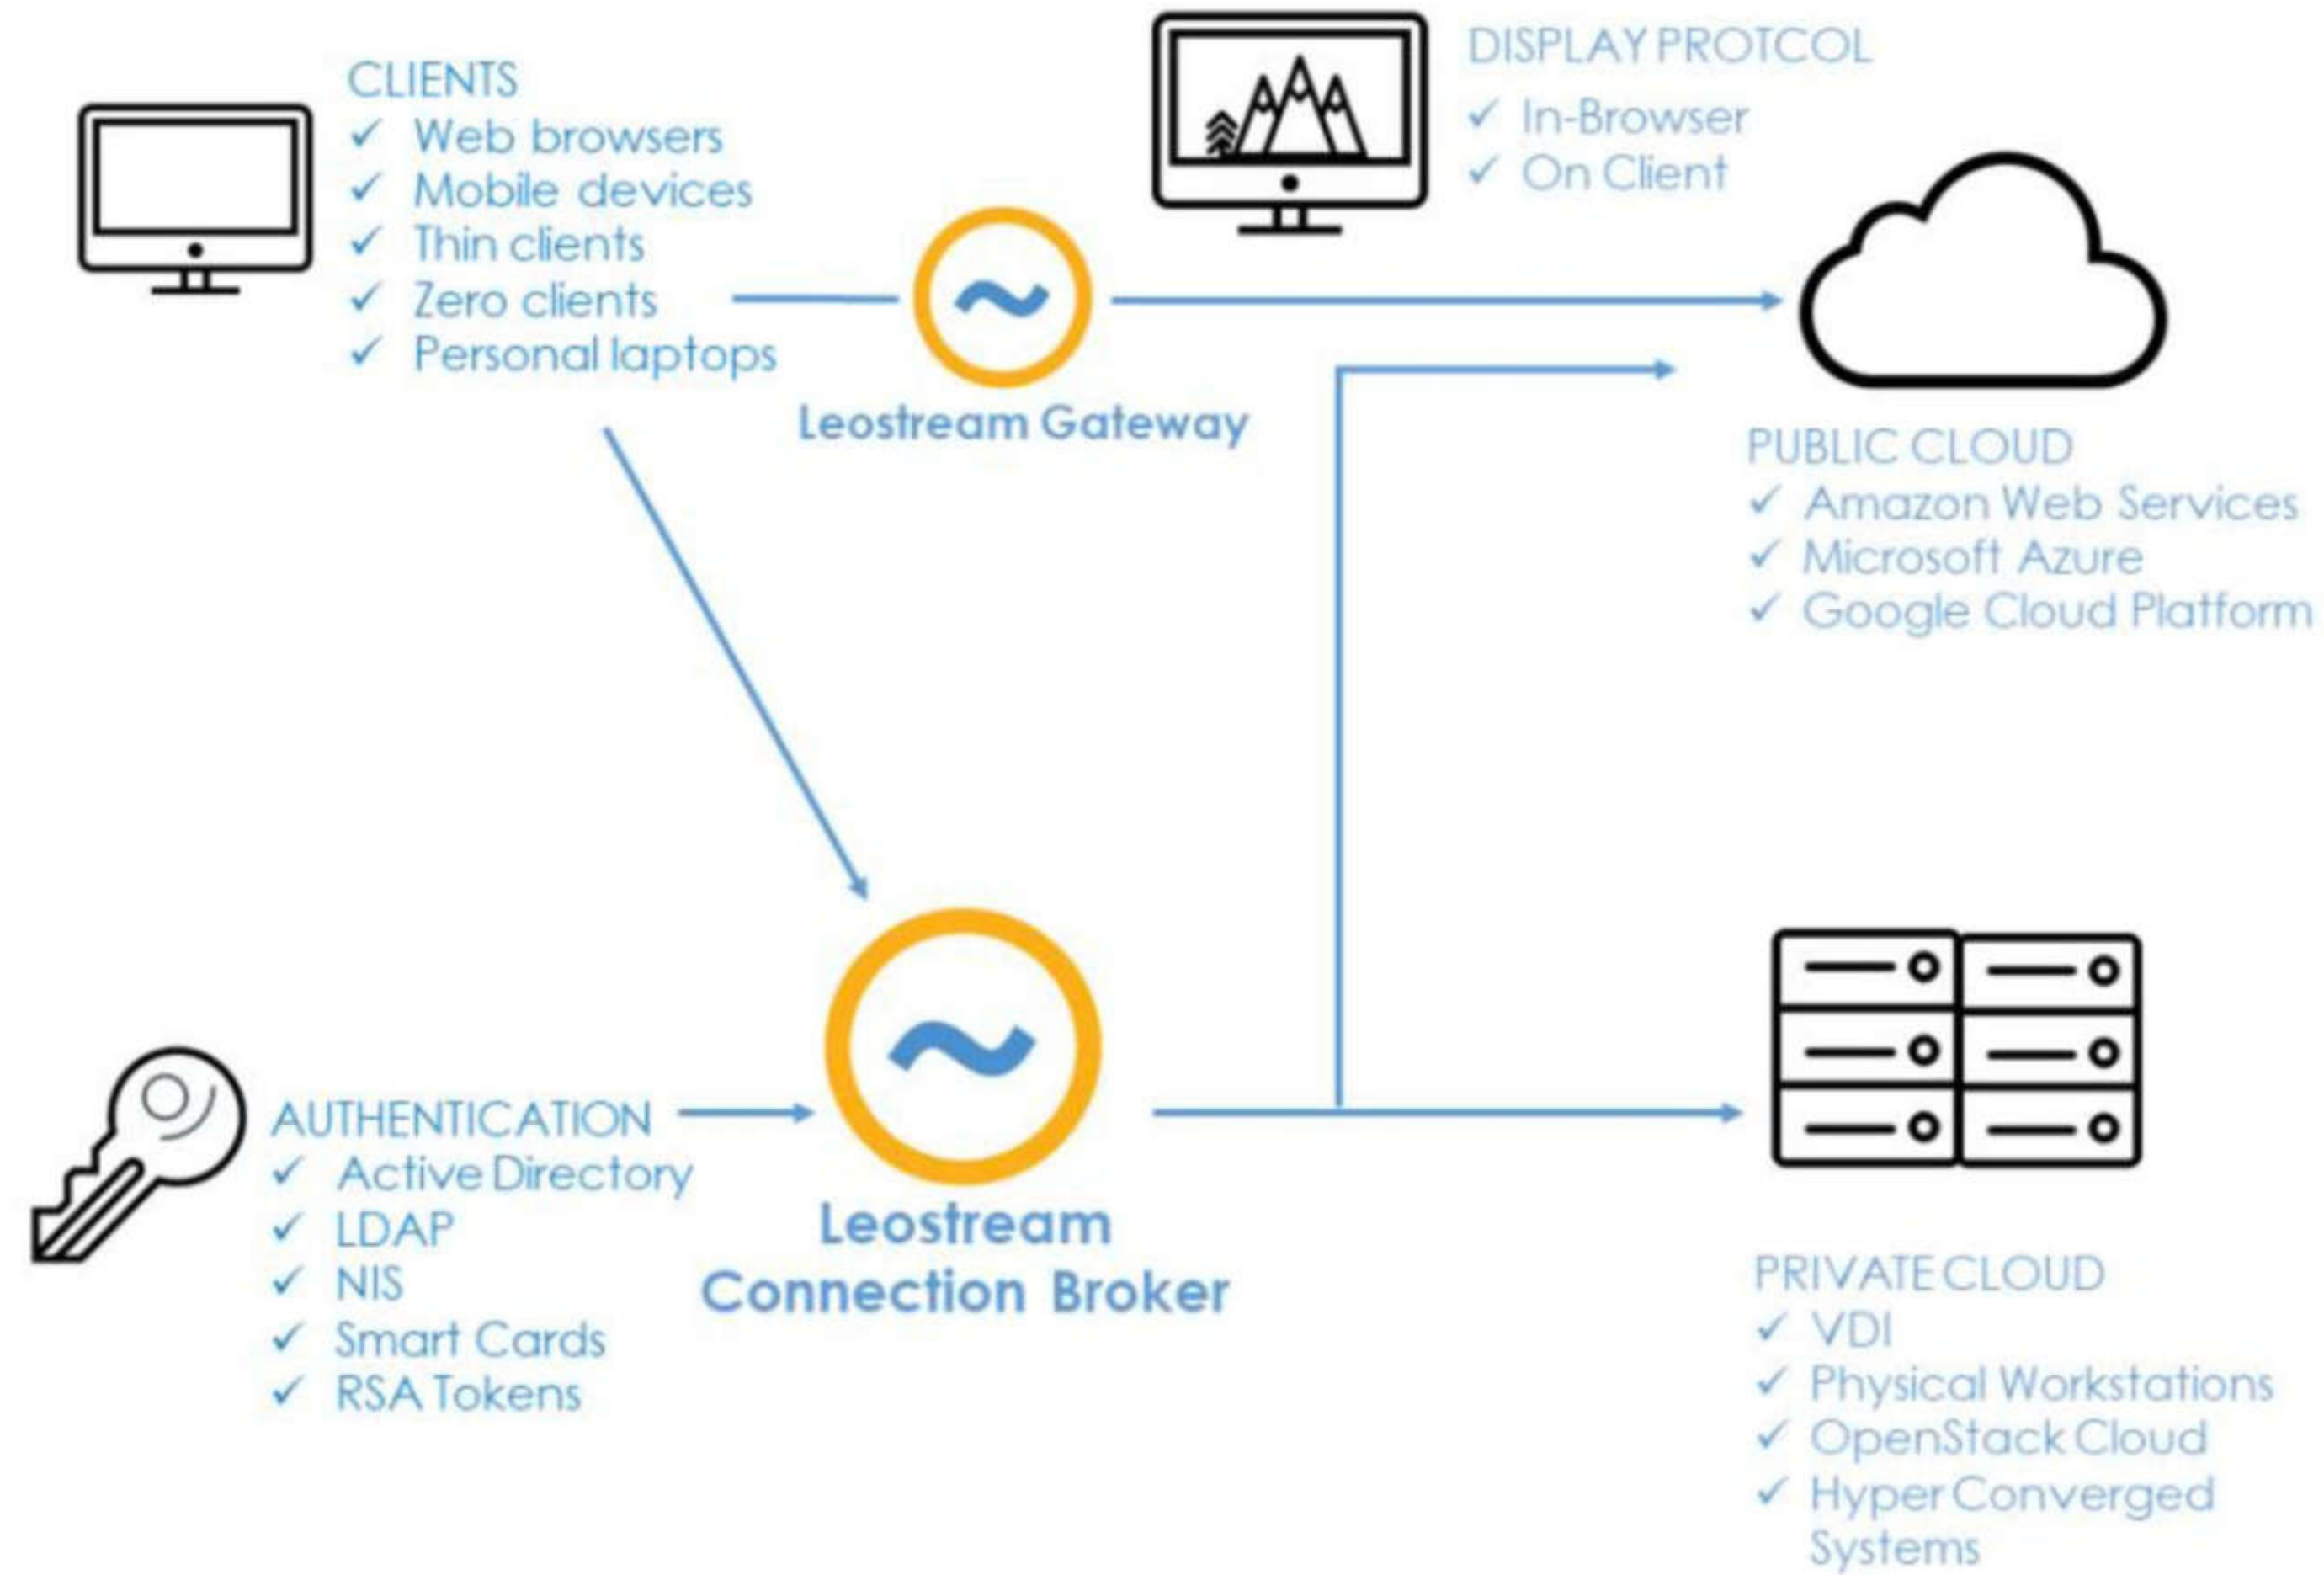 CLIENTS
✓ Web browsers
✓ Mobile devices
✓ Thin clients
✓ Zero clients
✓ Personal laptops
DISPLAY PROTCOL
✓ In-Browser
✓ On Client
Leostream Gateway
PUBLIC CLOUD
✓ Amazon Web Services
✓ Microsoft Azure
✓ Google Cloud Platform
AUTHENTICATION
✓ Active Directory
✓ LDAP
✓ NIS
✓ Smart Cards
✓ RSA Tokens
Leostream
Connection Broker
PRIVATE CLOUD
✓ VDI
✓ Physical Workstations
✓ OpenStack Cloud
✓ Hyper Converged
Systems